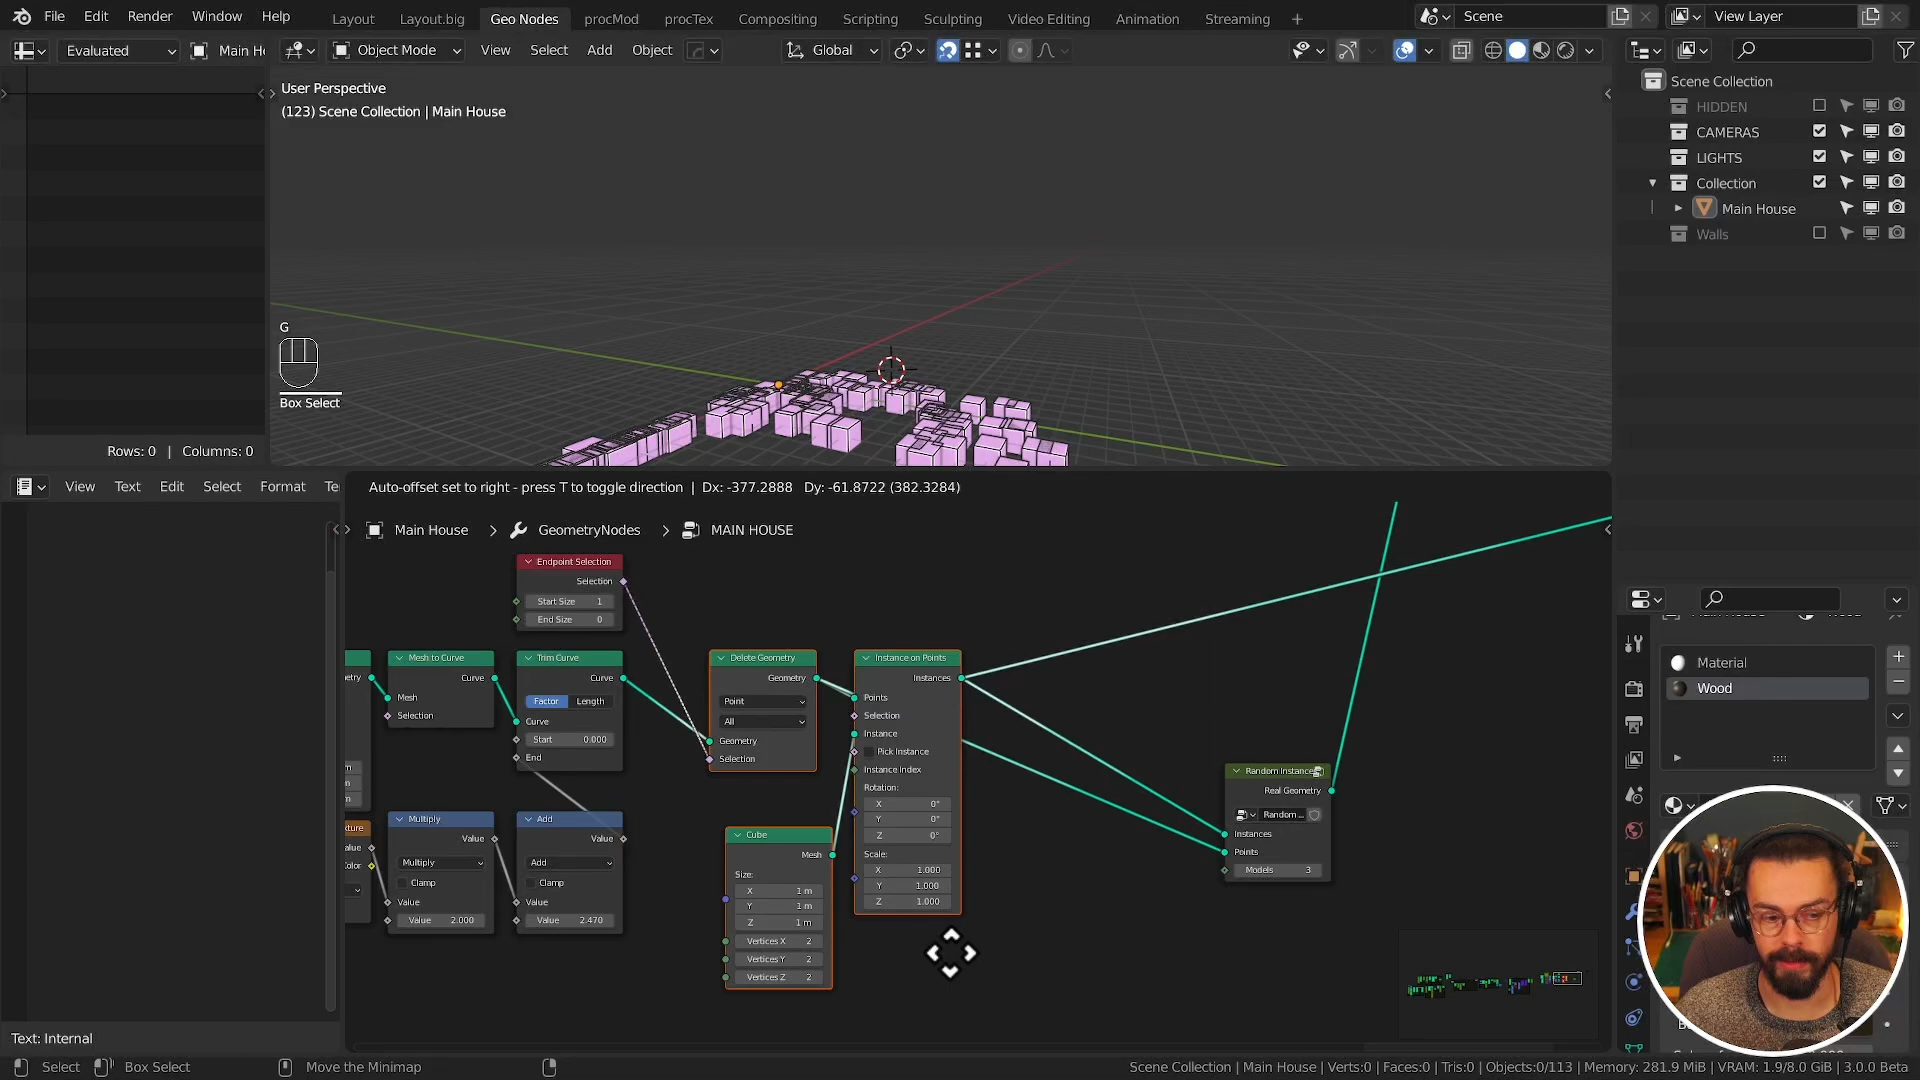 File Edit Render Window Help
Layout Layout.big Geo Nodes procMod procTex Compositing Scripting Sculpting Video Editing Animation Streaming +
Scene View Layer
Evaluated Main Ho
Object Mode View Select Add Object Global
User Perspective
(123) Scene Collection | Main House
Scene Collection
HIDDEN
CAMERAS
LIGHTS
Collection
Main House
Walls
G
Box Select
Rows: 0 | Columns: 0
View Text Edit Select Format Te
Auto-offset set to right - press T to toggle direction | Dx: -377.2888 Dy: -61.8722 (382.3284)
Main House > GeometryNodes > MAIN HOUSE
Endpoint Selection
Selection
Start Size 1
End Size 0
Mesh to Curve
Curve
Mesh
Selection
Trim Curve
Curve
Factor Length
Curve
Start 0.000
End
Delete Geometry
Geometry
Point
All
Geometry
Selection
Instance on Points
Instances
Points
Selection
Instance
Pick Instance
Instance Index
Rotation:
X 0°
Y 0°
Z 0°
Scale:
X 1.000
Y 1.000
Z 1.000
Multiply
Value
Multiply
Clamp
Value
Value 2.000
Add
Value
Add
Clamp
Value
Value 2.470
Cube
Mesh
Size:
X 1 m
Y 1 m
Z 1 m
Vertices X 2
Vertices Y 2
Vertices Z 2
Random Instance
Real Geometry
Random ...
Instances
Points
Models 3
Material
Wood
Text: Internal
Select Box Select Move the Minimap
Scene Collection | Main House | Verts:0 | Faces:0 | Tris:0 | Objects:0/113 | Memory: 281.9 MiB | VRAM: 1.9/8.0 GiB | 3.0.0 Beta